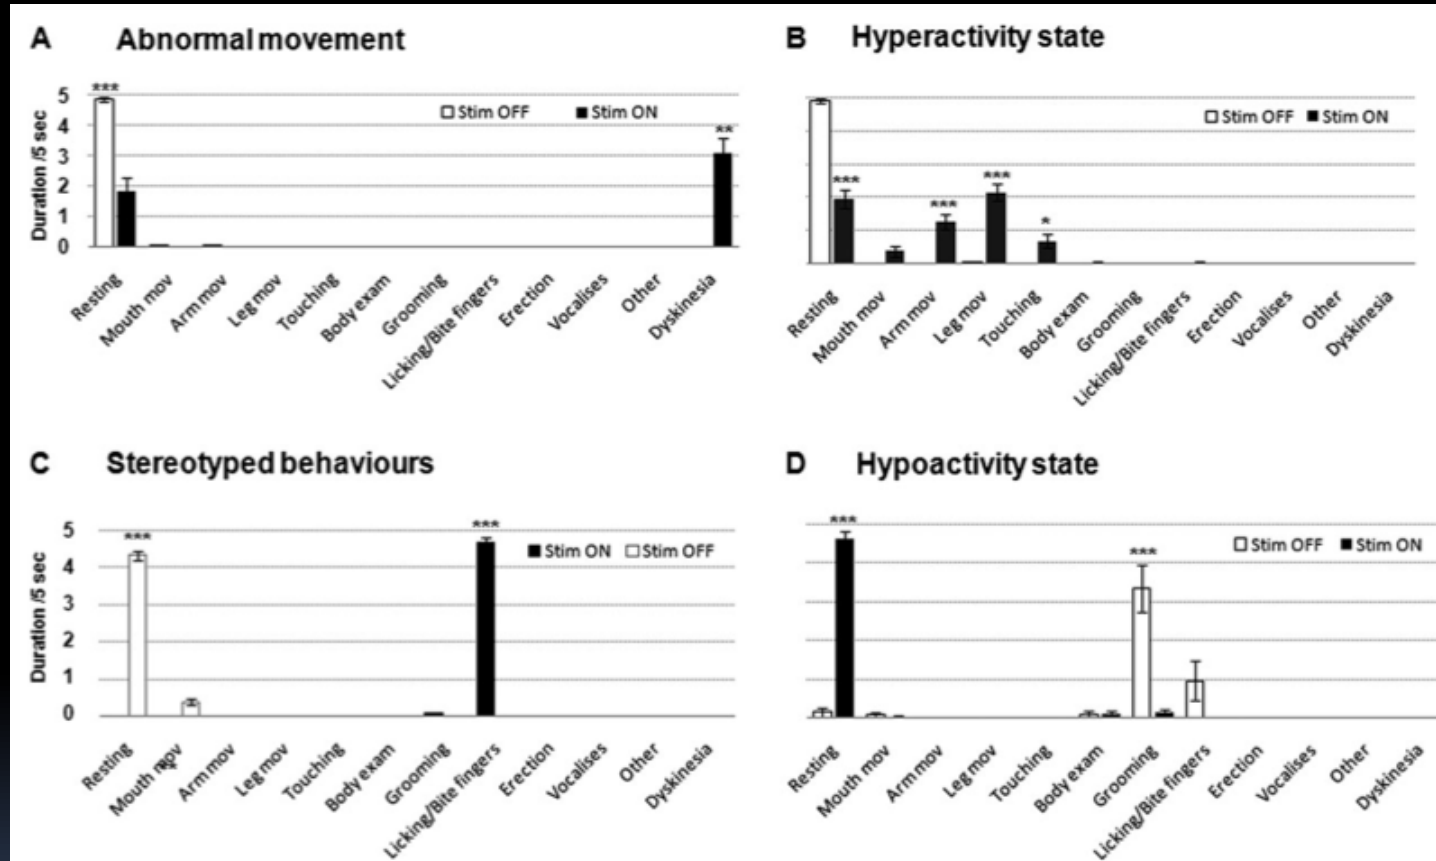 A Abnormal movement
***
5
4
3
2
1
0
Duration /5 sec
Stim OFF Stim ON
**
Resting
Mouth mov
Arm mov
Leg mov
Touching
Body exam
Grooming
Licking/Bite fingers
Erection
Vocalises
Other
Dyskinesia
B Hyperactivity state
Stim OFF Stim ON
***
***
***
*
Resting
Mouth mov
Arm mov
Leg mov
Touching
Body exam
Grooming
Licking/Bite fingers
Erection
Vocalises
Other
Dyskinesia
C Stereotyped behaviours
***
***
5
4
3
2
1
0
Duration /5 sec
Stim ON Stim OFF
Resting
Mouth mov
**
Arm mov
Leg mov
Touching
Body exam
Grooming
Licking/Bite fingers
Erection
Vocalises
Other
Dyskinesia
D Hypoactivity state
***
***
Stim OFF Stim ON
Resting
Mouth mov
Arm mov
Leg mov
Touching
Body exam
Grooming
Licking/Bite fingers
Erection
Vocalises
Other
Dyskinesia